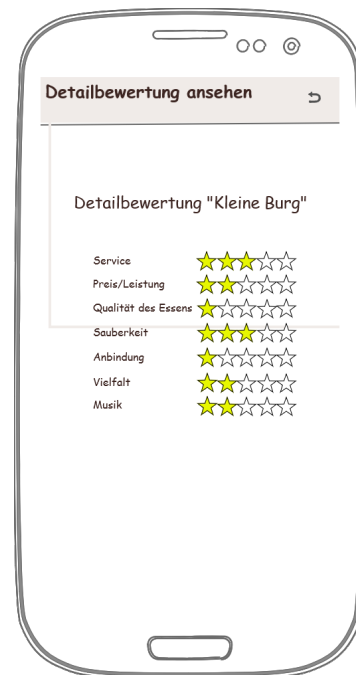 Detailbewertung ansehen
Detailbewertung "Kleine Burg"
Service
Preis/Leistung
Qualität des Essens
Sauberkeit
Anbindung
Vielfalt
Musik